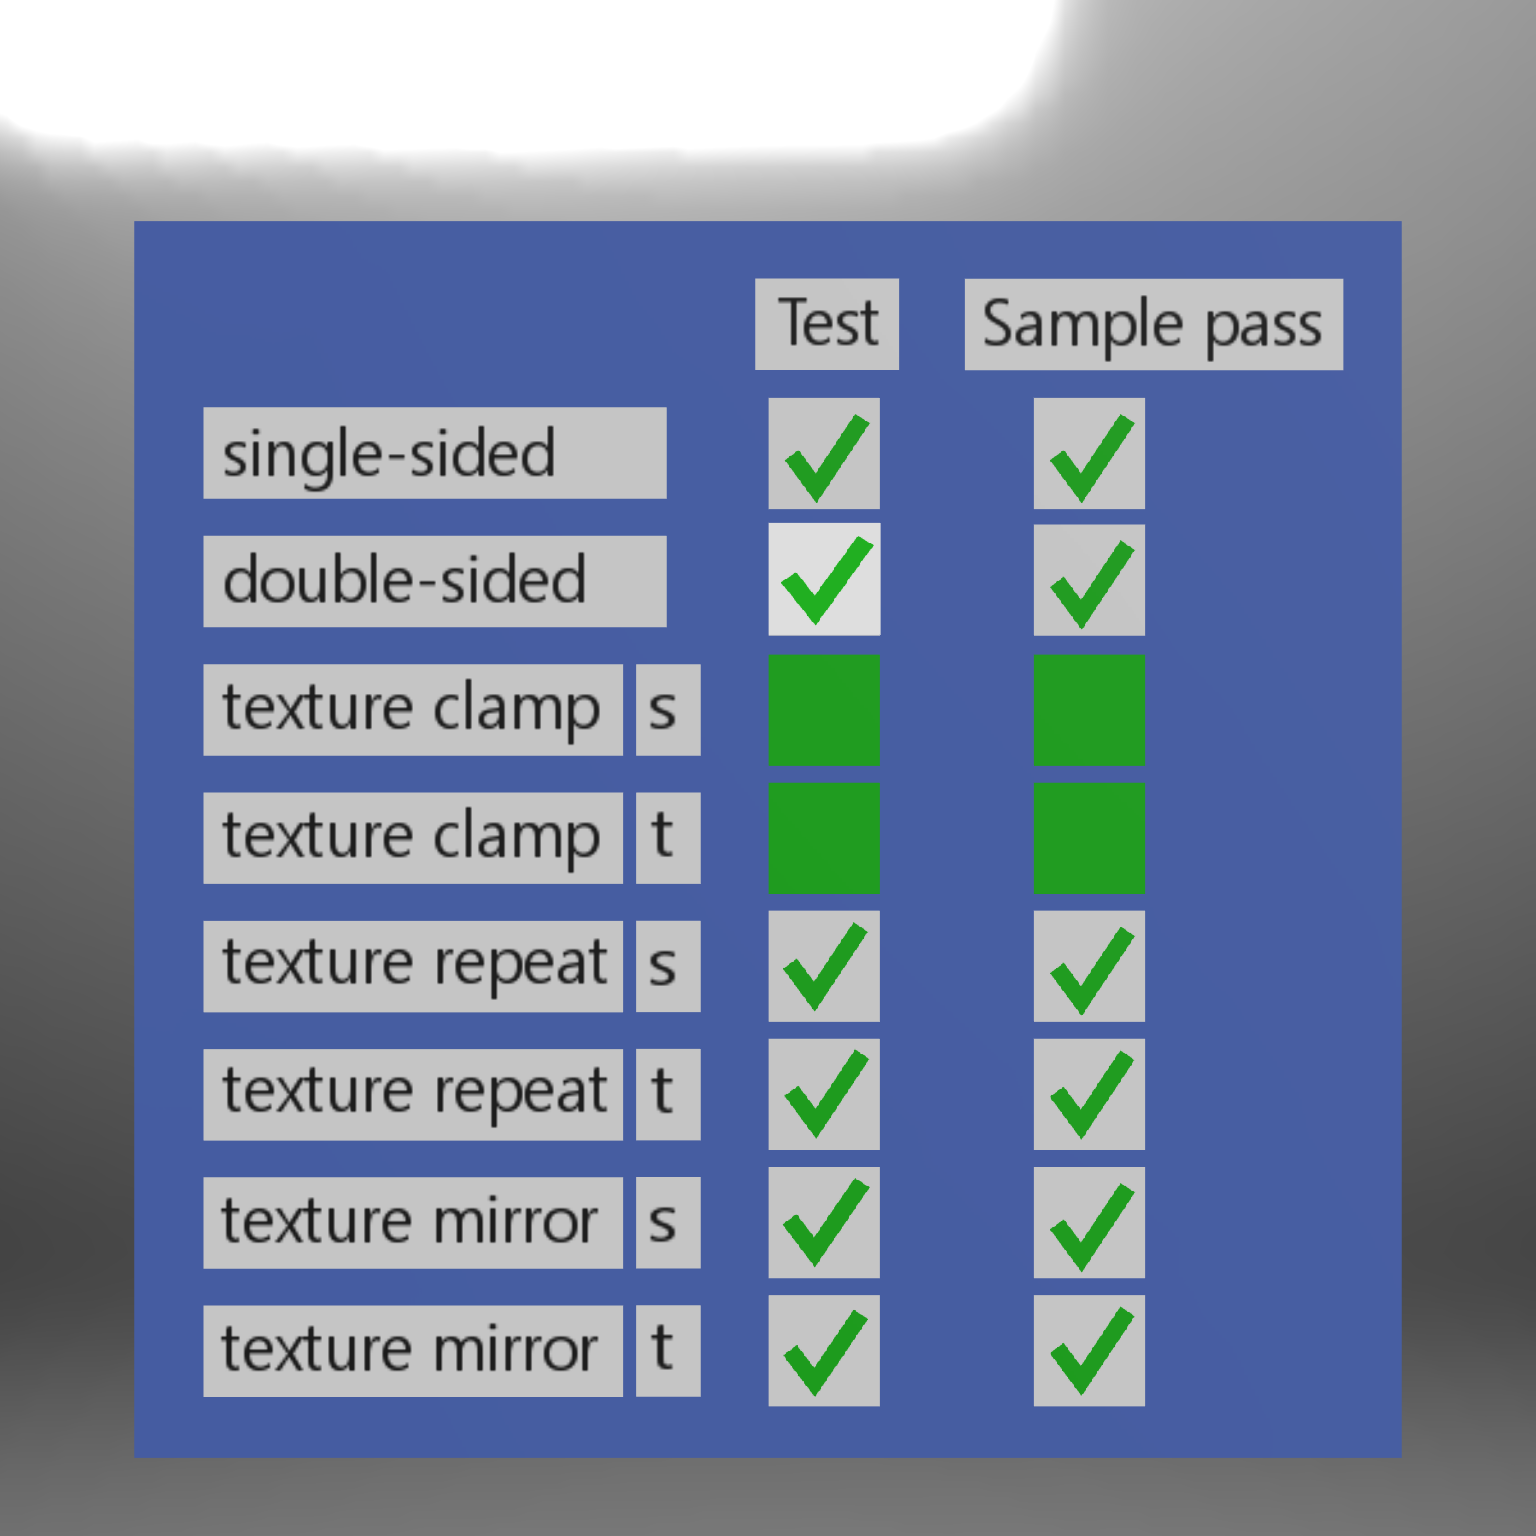 Test Sample pass
single-sided
double-sided
texture clamp s
texture clamp t
texture repeat s
texture repeat t
texture mirror s
texture mirror t